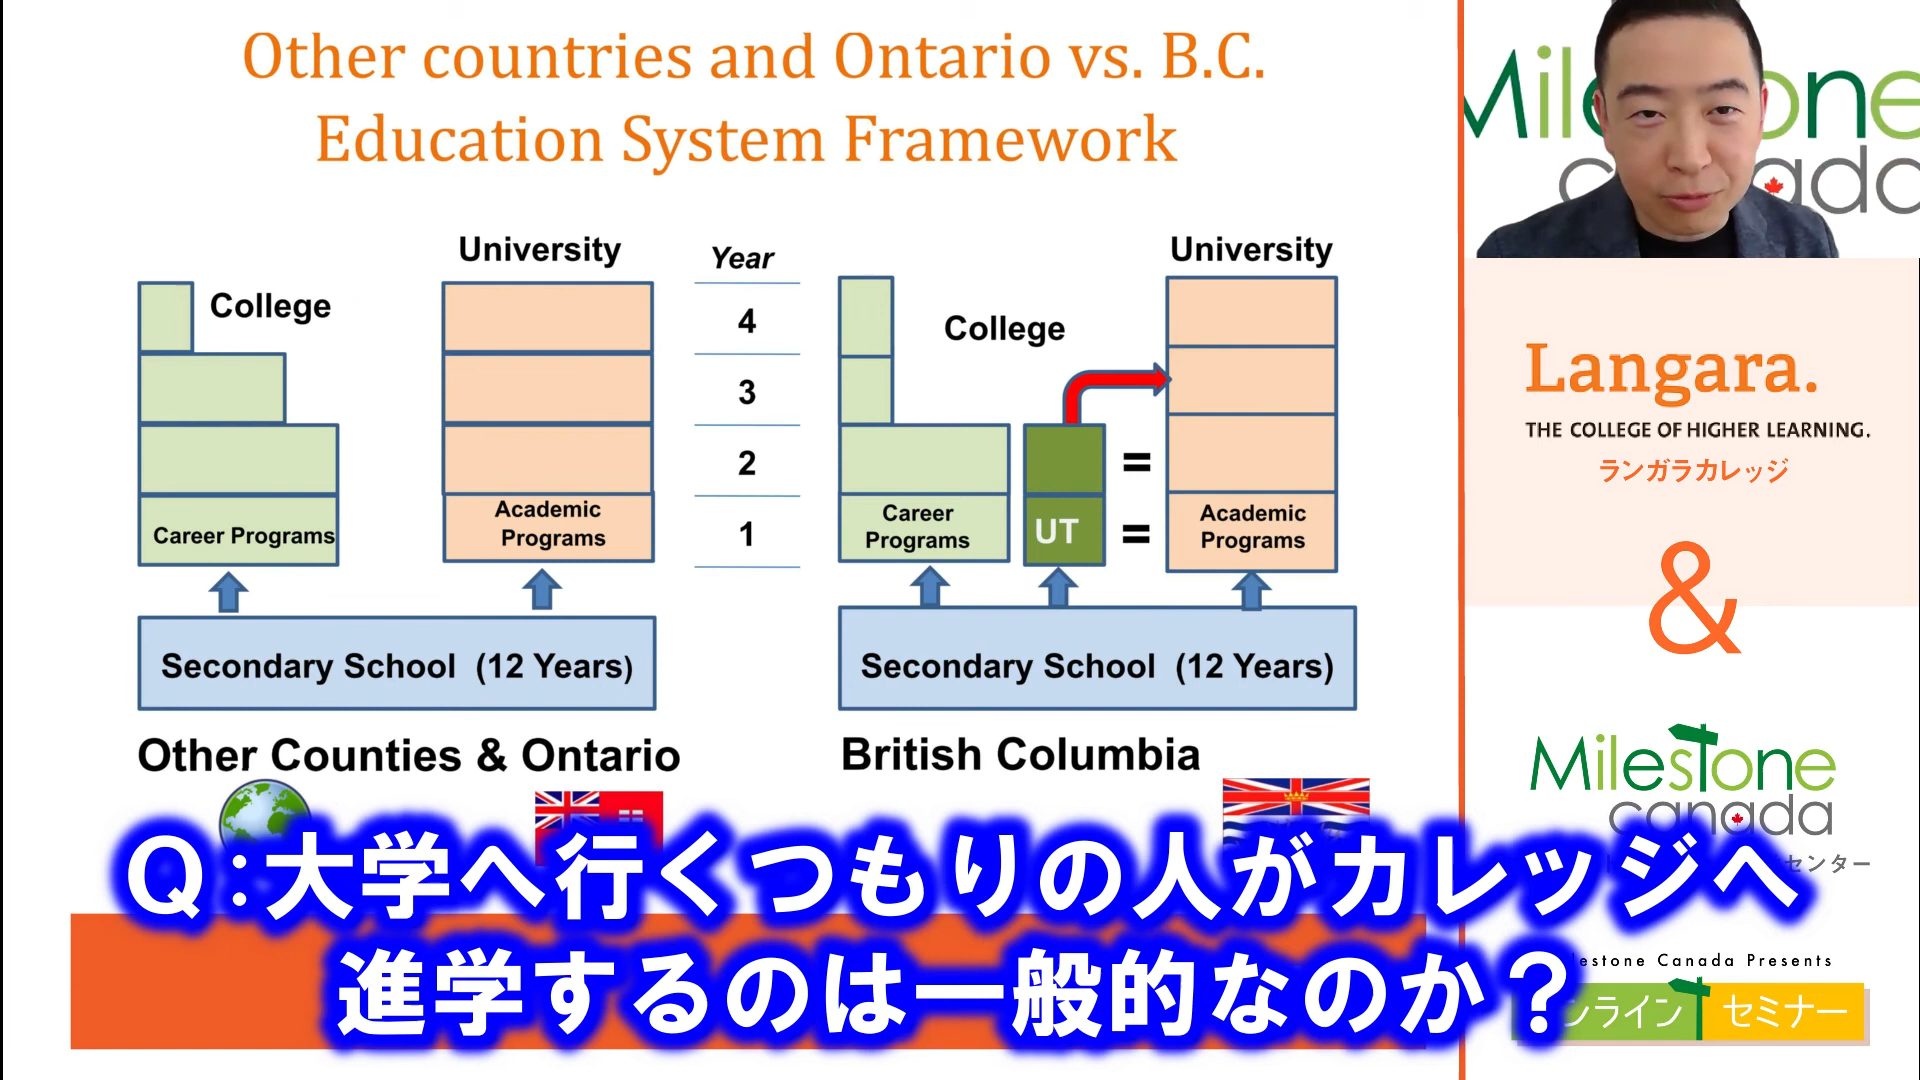 Other countries and Ontario vs. B.C.
Education System Framework
University
College
Career Programs
Academic
Programs
Secondary School (12 Years)
Other Counties & Ontario
Year
4
3
2
1
University
College
Career
Programs
UT
=
=
Academic
Programs
Secondary School (12 Years)
British Columbia
Q:大学へ行くつもりの人がカレッジへ
進学するのは一般的なのか?
Milestone
canada
Langara.
THE COLLEGE OF HIGHER LEARNING.
ランガラカレッジ
&
Milestone
canada
センター
lestone Canada Presents
ンライン セミナー